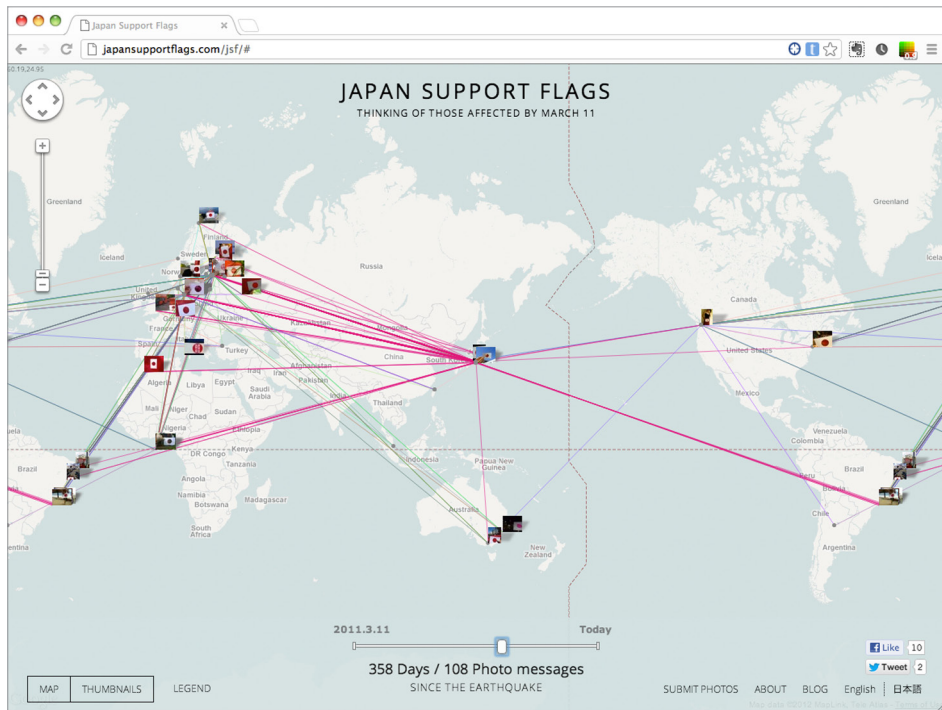 Japan Support Flags
japansupportflags.com/jsf/#
JAPAN SUPPORT FLAGS
THINKING OF THOSE AFFECTED BY MARCH 11
Greenland
Greenland
Iceland
Iceland
Finland
Sweden
Russia
Canada
United
Ukraine
France
Kazakhstan
Mongolia
Spain
Turkey
China
United States
Algeria
Libya
Egypt
Iraq
Iran
Afghanistan
Pakistan
Saudi
Arabia
India
Thailand
Mexico
Mali
Niger
Chad
Sudan
Nigeria
Ethiopia
Venezuela
Colombia
DR Congo
Kenya
Tanzania
Indonesia
Papua New
Guinea
Brazil
Brazil
Peru
Angola
Namibia
Botswana
Madagascar
Bolivia
South
Africa
Australia
Chile
New
Zealand
Argentina
2011.3.11
Today
358 Days / 108 Photo messages
SINCE THE EARTHQUAKE
Like 10
Tweet 2
MAP THUMBNAILS LEGEND
SUBMIT PHOTOS ABOUT BLOG English 日本語